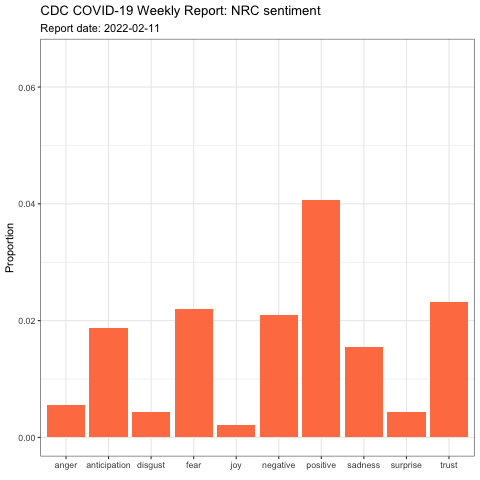 CDC COVID-19 Weekly Report: NRC sentiment
Report date: 2022-02-11
Proportion
0.06
0.04
0.02
0.00
anger anticipation disgust fear joy negative positive sadness surprise trust